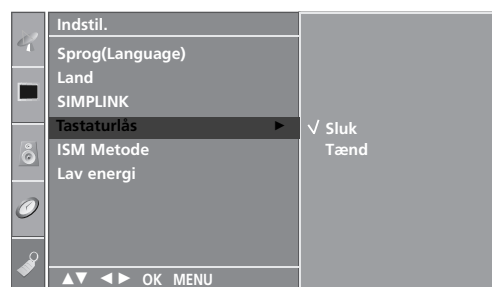 Indstil.
Sprog(Language)
Land
SIMPLINK
Tastaturlås ►
ISM Metode
Lav energi
√ Sluk
Tænd
▲▼ ◄► OK MENU